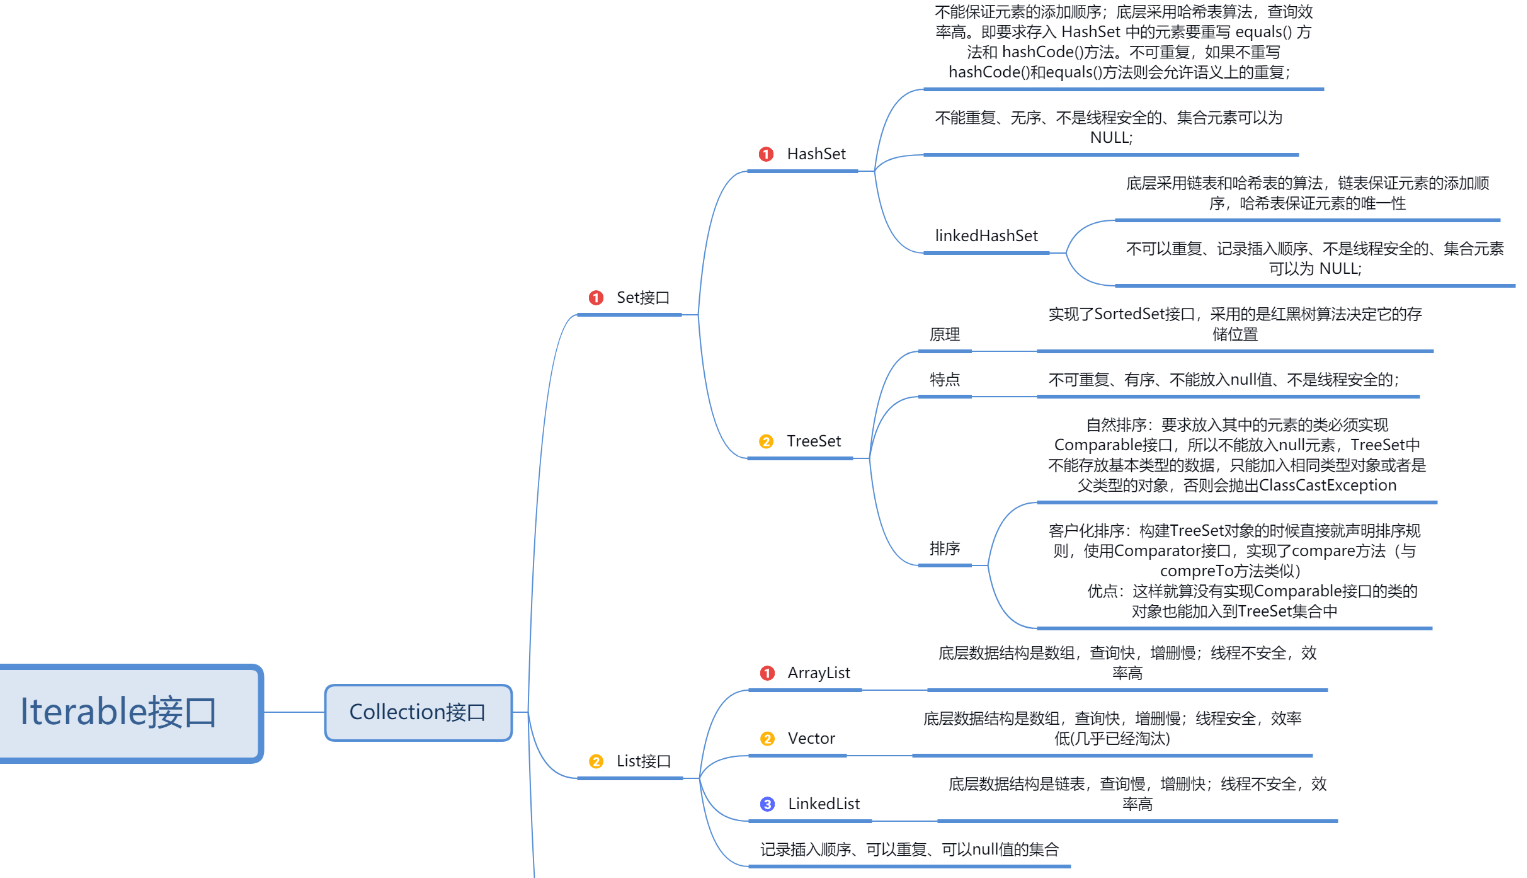 不能保证元素的添加顺序；底层采用哈希表算法，查询效
率高。即要求存入 HashSet 中的元素要重写 equals() 方
法和 hashCode()方法。不可重复，如果不重写
hashCode()和equals()方法则会允许语义上的重复；
不能重复、无序、不是线程安全的、集合元素可以为
NULL;
1 HashSet
底层采用链表和哈希表的算法，链表保证元素的添加顺
序，哈希表保证元素的唯一性
linkedHashSet
不可以重复、记录插入顺序、不是线程安全的、集合元素
可以为 NULL;
1 Set接口
实现了SortedSet接口，采用的是红黑树算法决定它的存
储位置
原理
特点
不可重复、有序、不能放入null值、不是线程安全的；
2 TreeSet
自然排序：要求放入其中的元素的类必须实现
Comparable接口，所以不能放入null元素，TreeSet中
不能存放基本类型的数据，只能加入相同类型对象或者是
父类型的对象，否则会抛出ClassCastException
排序
客户化排序：构建TreeSet对象的时候直接就声明排序规
则，使用Comparator接口，实现了compare方法（与
compreTo方法类似）
优点：这样就算没有实现Comparable接口的类的
对象也能加入到TreeSet集合中
Iterable接口
Collection接口
底层数据结构是数组，查询快，增删慢；线程不安全，效
率高
1 ArrayList
底层数据结构是数组，查询快，增删慢；线程安全，效率
低(几乎已经淘汰)
2 Vector
2 List接口
底层数据结构是链表，查询慢，增删快；线程不安全，效
率高
3 LinkedList
记录插入顺序、可以重复、可以null值的集合